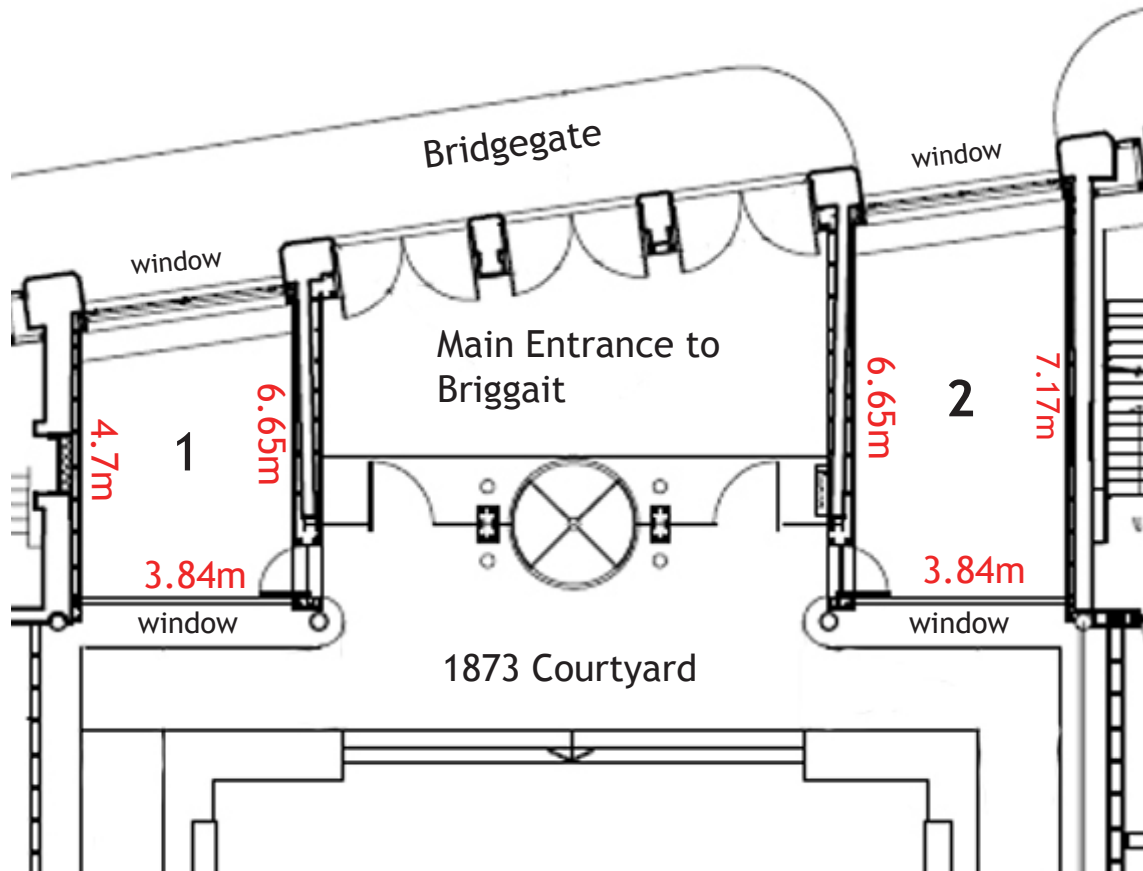 Bridgegate
window
window
Main Entrance to
Briggait
1
4.7m
6.65m
3.84m
window
2
6.65m
7.17m
3.84m
window
1873 Courtyard